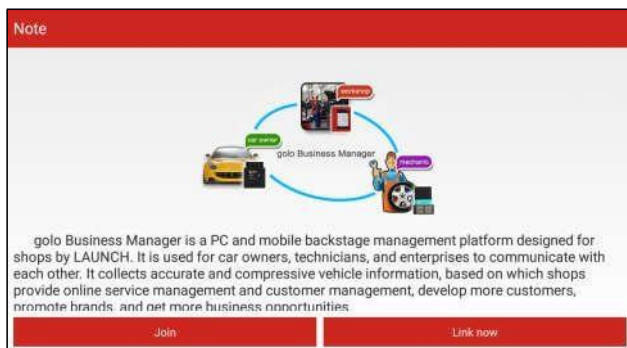 Note
workshop
car owner
golo Business Manager
mechanic
golo Business Manager is a PC and mobile backstage management platform designed for
shops by LAUNCH. It is used for car owners, technicians, and enterprises to communicate with
each other. It collects accurate and compressive vehicle information, based on which shops
provide online service management and customer management, develop more customers,
promote brands, and get more business opportunities.
Join
Link now